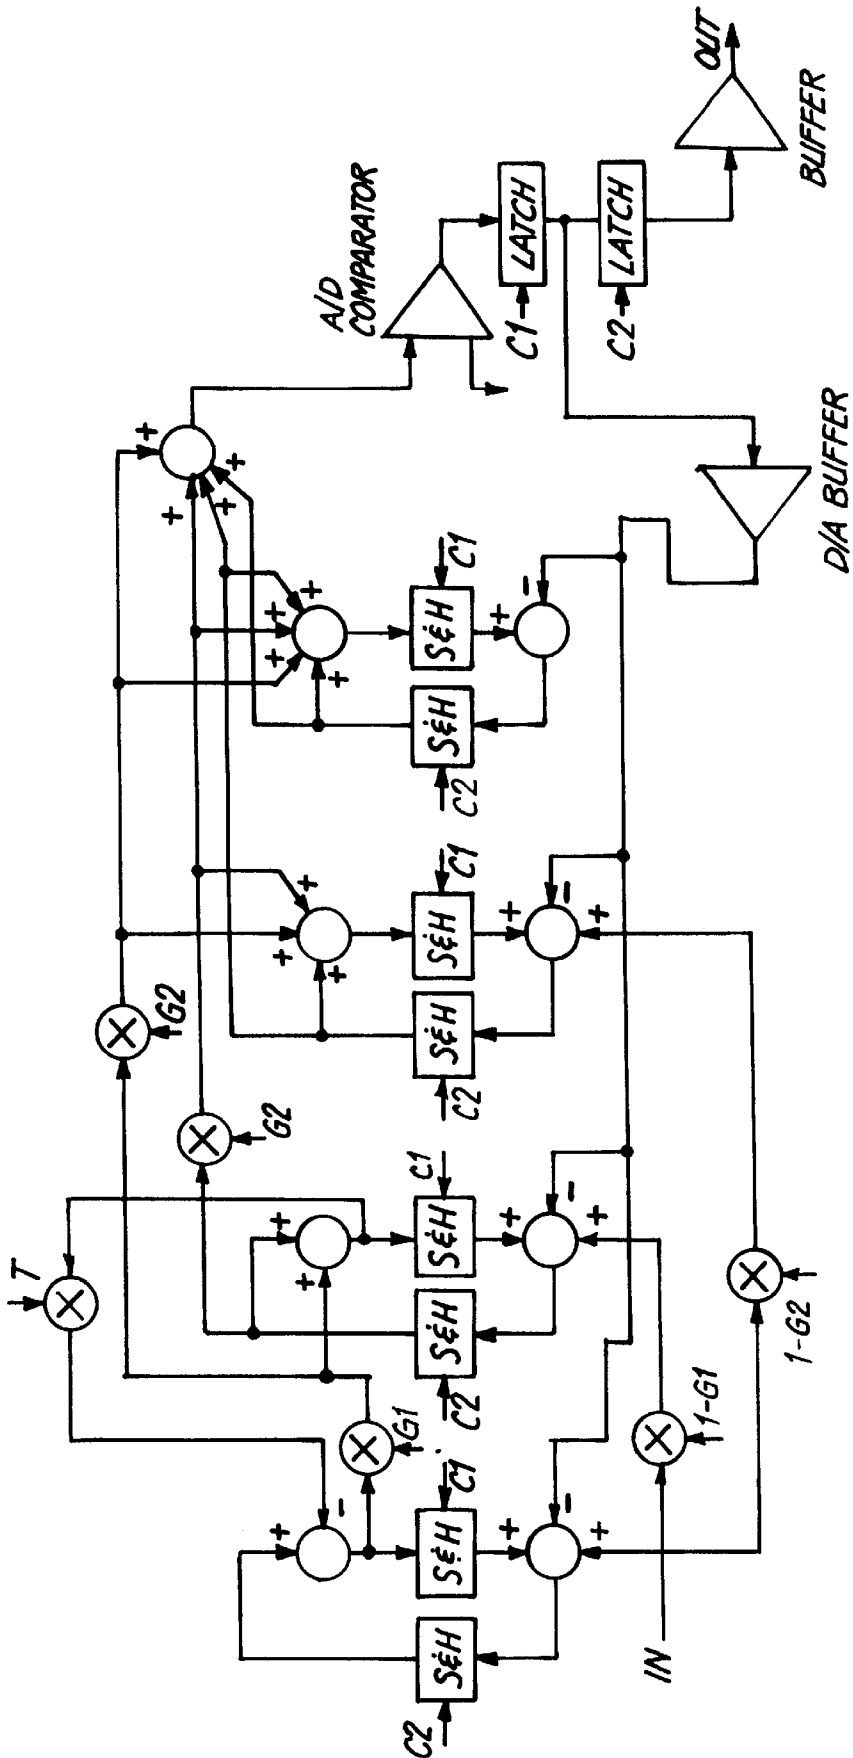 T
+
+
G2
+
+
G2
+
+
+
+
+
+
+
+
−
+
+
A/D
COMPARATOR
G1
C2
C1
S&H
S&H
S&H
S&H
S&H
S&H
S&H
S&H
C1
C1
C1
C2
C2
C2
+
+
+
+
−
C1
LATCH
−
−
−
+
+
+
C2
LATCH
IN
1-G1
OUT
1-G2
BUFFER
D/A BUFFER